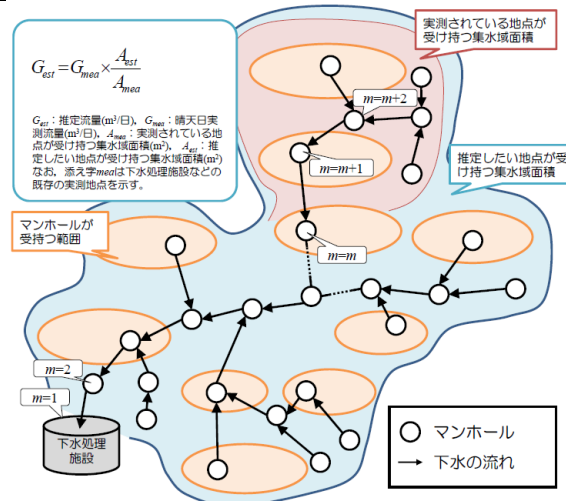 G_est = G_mea × A_est / A_mea
G_est：推定流量(m³/日)，G_mea：晴天日実
測流量(m³/日)，A_mea：実測されている地
点が受け持つ集水域面積(m²)，A_est：推
定したい地点が受け持つ集水域面積(m²)
なお，添え字meaは下水処理施設などの
既存の実測地点を示す。
実測されている地点が
受け持つ集水域面積
m=m+2
m=m+1
推定したい地点が受
け持つ集水域面積
マンホールが
受持つ範囲
m=m
m=2
m=1
下水処理
施設
マンホール
下水の流れ